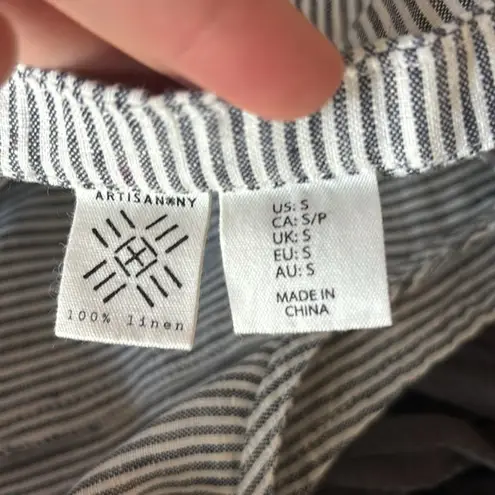 ARTISAN※NY
100% linen
US: S
CA: S/P
UK: S
EU: S
AU: S
MADE IN
CHINA